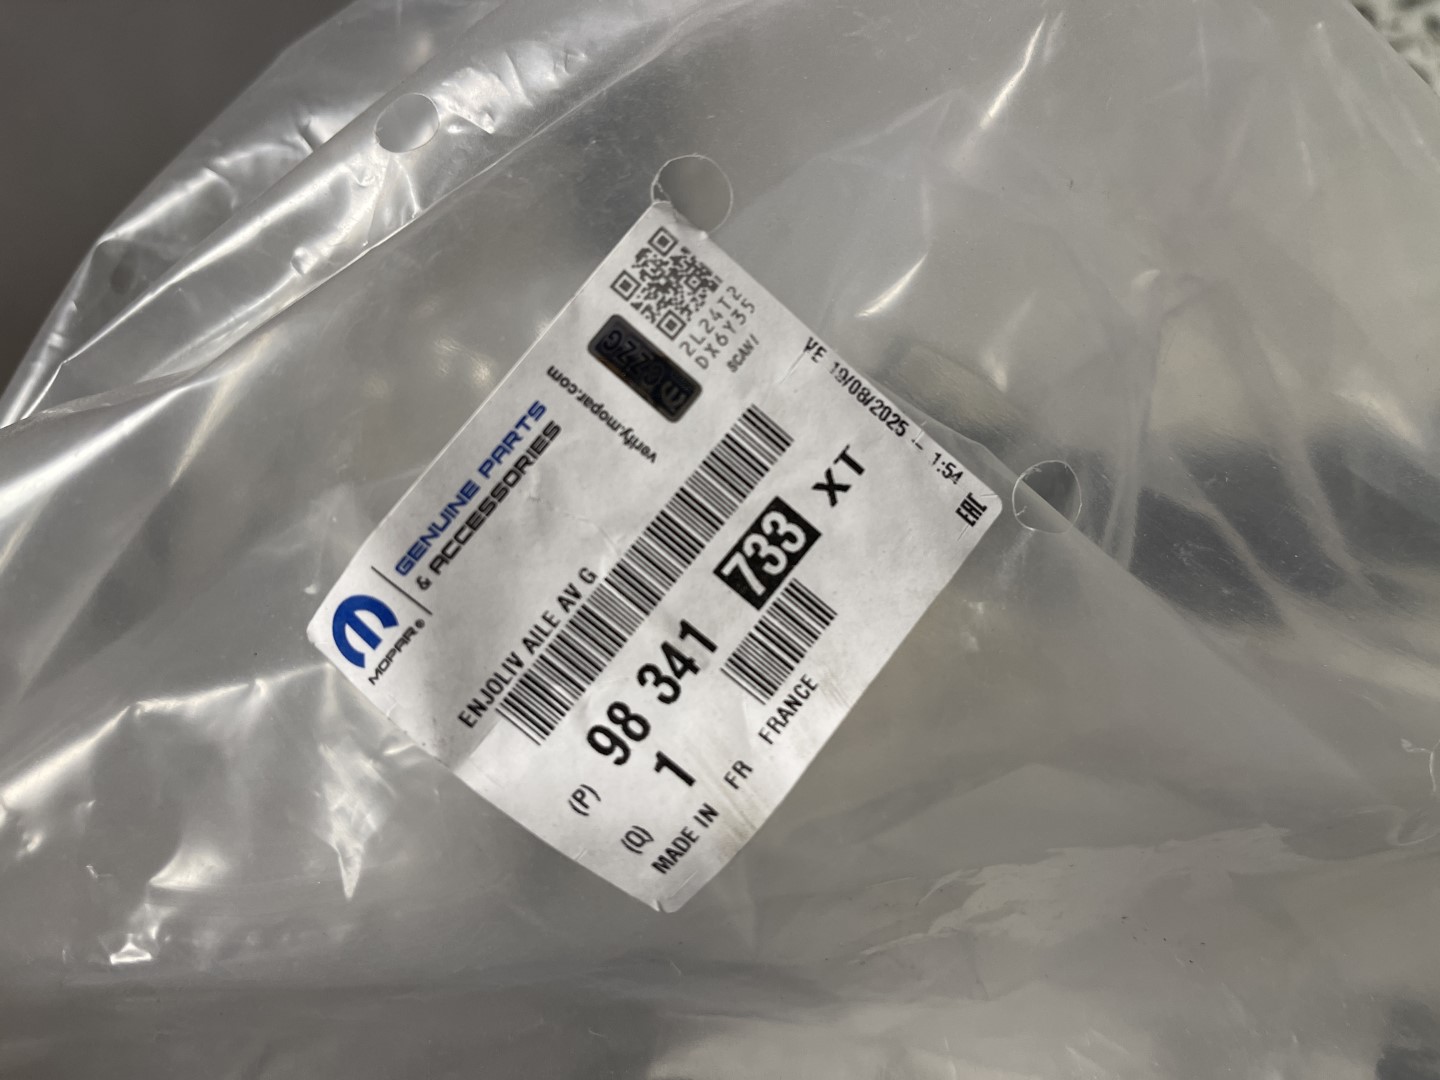 MOPAR®
GENUINE PARTS
& ACCESSORIES
verify.mopar.com
2L24T2
DX6Y35
SCAN!
ENJOLIV AILE AV G
(P) 98 341 733 XT
(Q) 1
MADE IN FR FRANCE
VE 19/08/2025 1:54
EAC